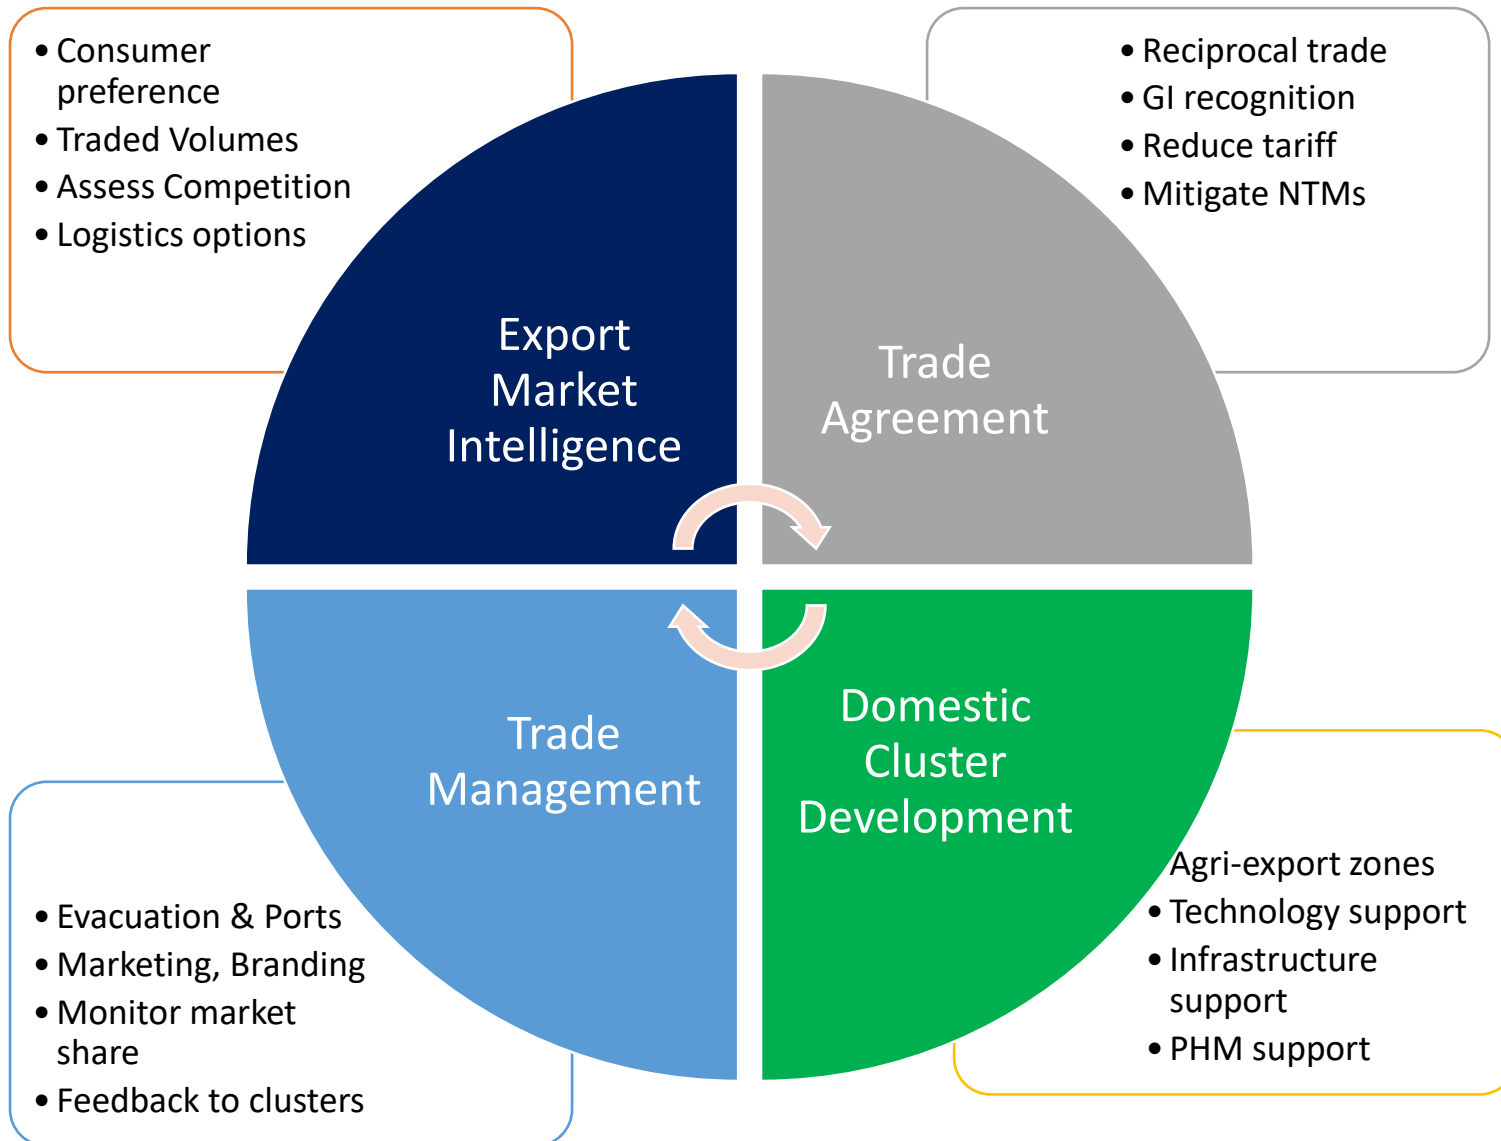 • Consumer
preference
• Traded Volumes
• Assess Competition
• Logistics options
• Reciprocal trade
• GI recognition
• Reduce tariff
• Mitigate NTMs
Export
Market
Intelligence
Trade
Agreement
Trade
Management
Domestic
Cluster
Development
• Evacuation & Ports
• Marketing, Branding
• Monitor market
share
• Feedback to clusters
Agri-export zones
• Technology support
• Infrastructure
support
• PHM support